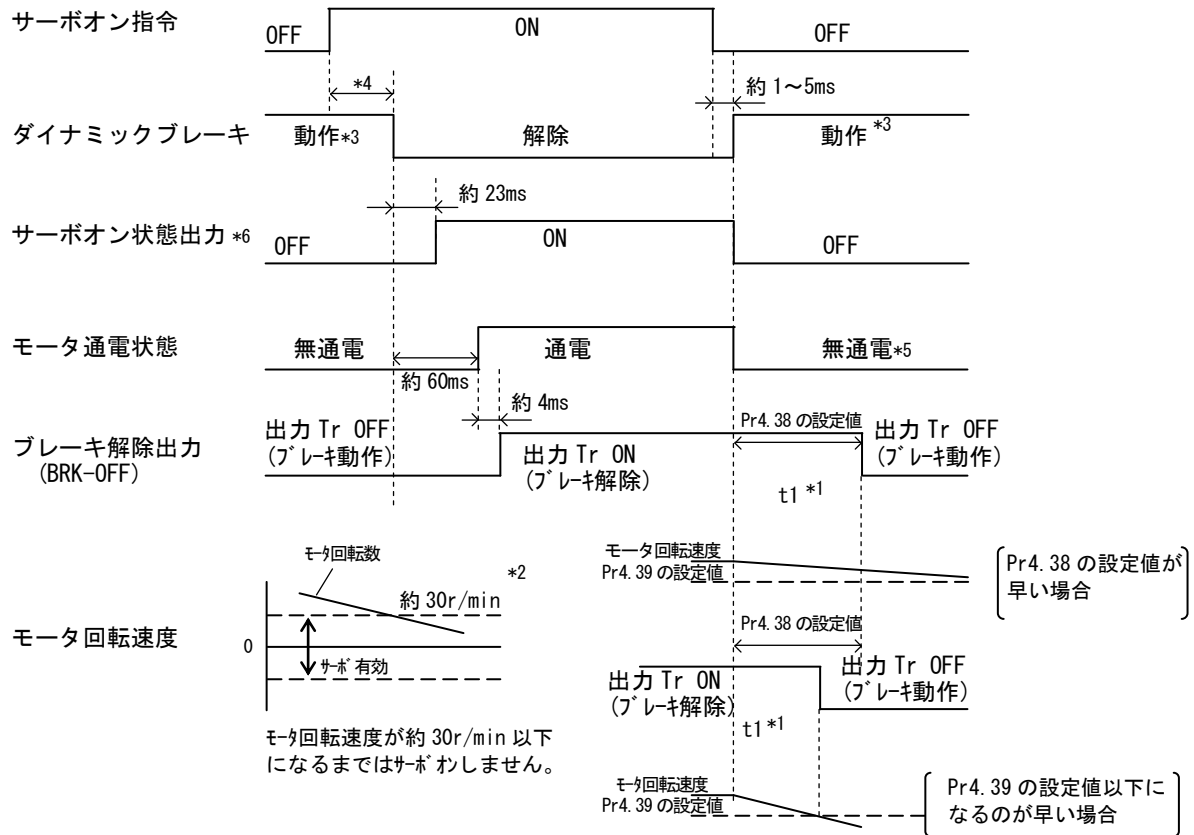 サーボオン指令
OFF
ON
OFF
*4
約 1～5ms
ダイナミックブレーキ
動作*3
解除
動作 *3
約 23ms
サーボオン状態出力 *6
OFF
ON
OFF
モータ通電状態
無通電
通電
無通電*5
約 60ms
約 4ms
ブレーキ解除出力
(BRK-OFF)
出力 Tr OFF
(ﾌﾞﾚｰｷ動作)
出力 Tr ON
(ﾌﾞﾚｰｷ解除)
Pr4.38 の設定値
出力 Tr OFF
(ﾌﾞﾚｰｷ動作)
t1 *1
モータ回転速度
Pr4.39 の設定値
Pr4.38 の設定値が
早い場合
モータ回転速度
ﾓｰﾀ回転数
*2
約 30r/min
0
ｻｰﾎﾞ有効
ﾓｰﾀ回転速度が約 30r/min 以下
になるまではｻｰﾎﾞｵﾝしません。
Pr4.38 の設定値
出力 Tr ON
(ﾌﾞﾚｰｷ解除)
出力 Tr OFF
(ﾌﾞﾚｰｷ動作)
t1 *1
ﾓｰﾀ回転速度
Pr4.39 の設定値
Pr4.39 の設定値以下に
なるのが早い場合